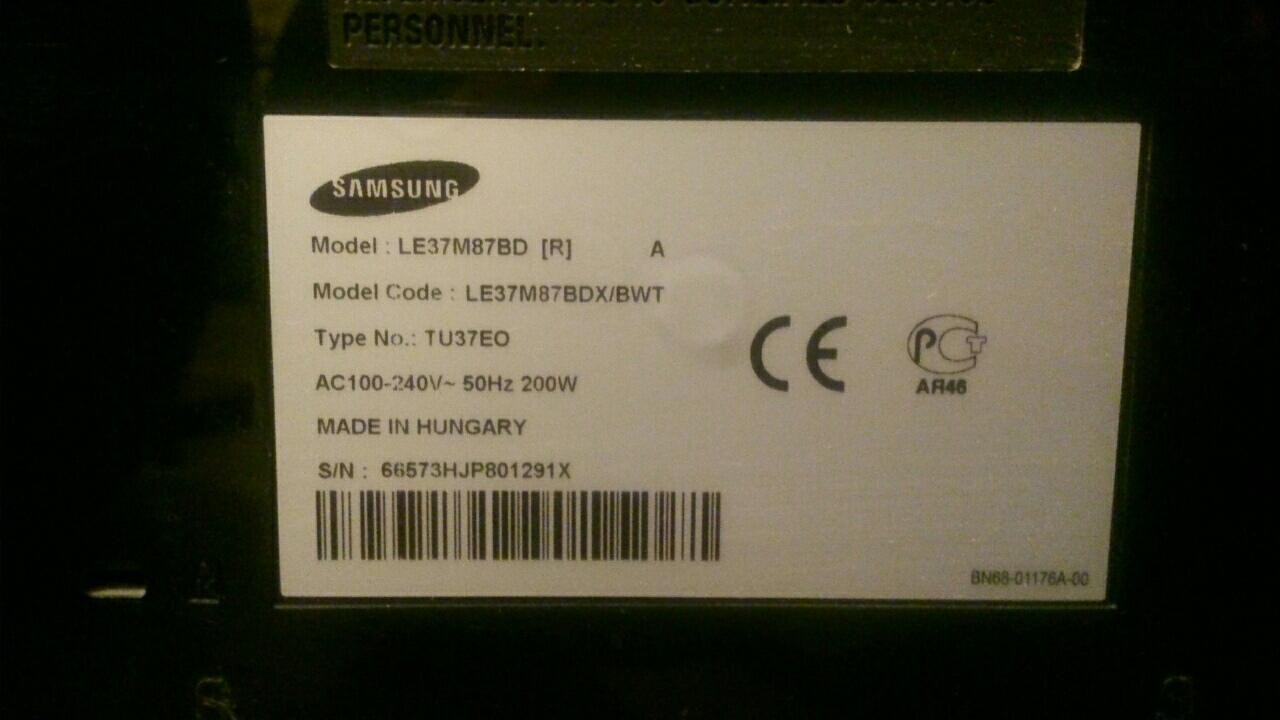 PERSONNEL.
SAMSUNG
Model : LE37M87BD [R] A
Model Code : LE37M87BDX/BWT
Type No.: TU37EO
AC100-240V~ 50Hz 200W
MADE IN HUNGARY
S/N : 66573HJP801291X
CE
PCT
АЯ46
BN68-01176A-00